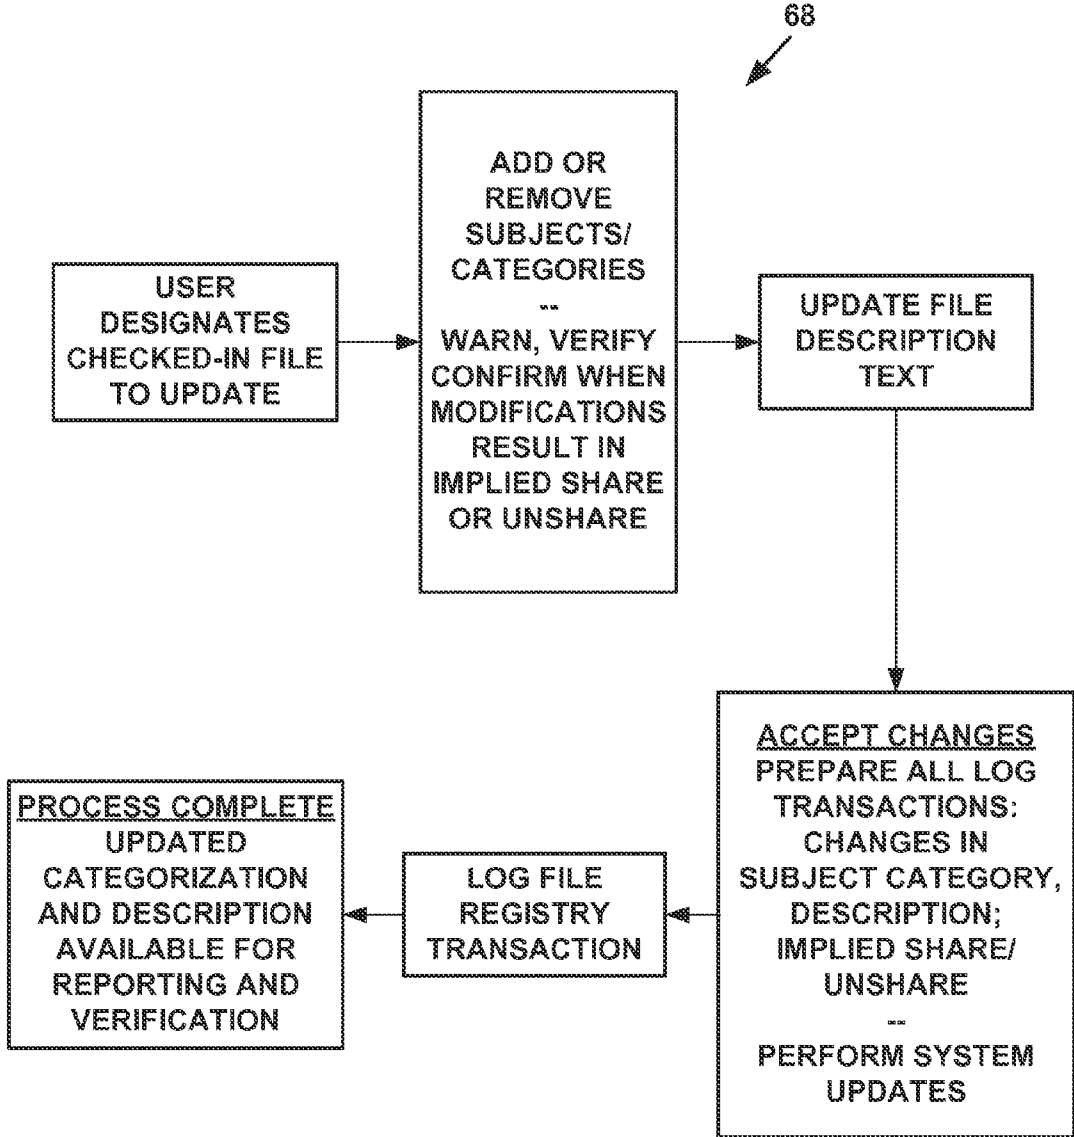 68
USER
DESIGNATES
CHECKED-IN FILE
TO UPDATE
ADD OR
REMOVE
SUBJECTS/
CATEGORIES
--
WARN, VERIFY
CONFIRM WHEN
MODIFICATIONS
RESULT IN
IMPLIED SHARE
OR UNSHARE
UPDATE FILE
DESCRIPTION
TEXT
ACCEPT CHANGES
PREPARE ALL LOG
TRANSACTIONS:
CHANGES IN
SUBJECT CATEGORY,
DESCRIPTION;
IMPLIED SHARE/
UNSHARE
--
PERFORM SYSTEM
UPDATES
LOG FILE
REGISTRY
TRANSACTION
PROCESS COMPLETE
UPDATED
CATEGORIZATION
AND DESCRIPTION
AVAILABLE FOR
REPORTING AND
VERIFICATION